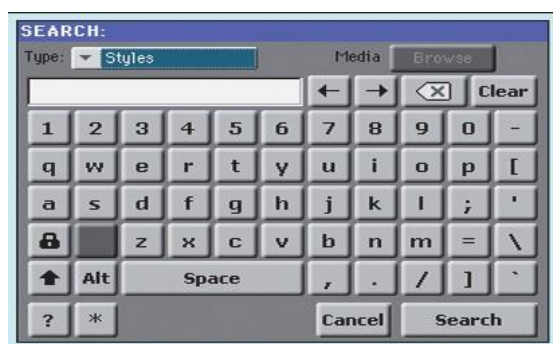 SEARCH:
Type: Styles Media Browse
← → Clear
1 2 3 4 5 6 7 8 9 0 -
q w e r t y u i o p [
a s d f g h j k l ; '
z x c v b n m = \
Alt Space , . / ] `
? * Cancel Search